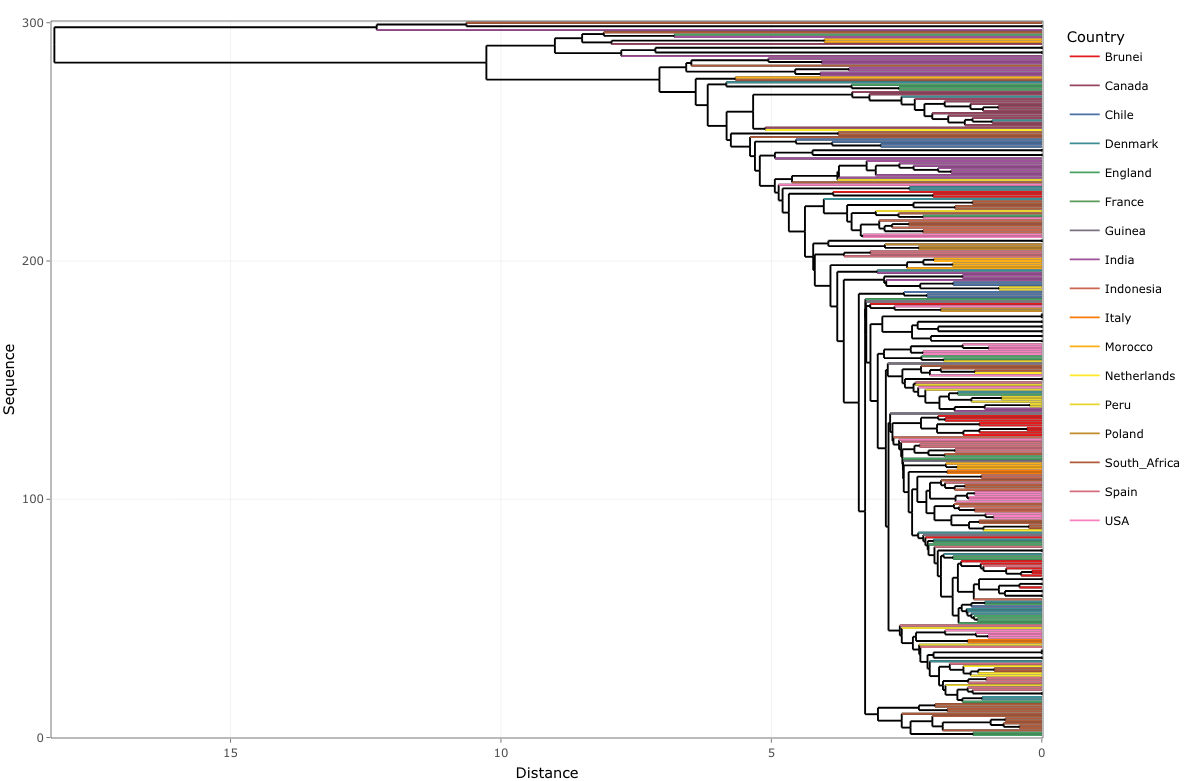 300
200
100
0
Sequence
15
10
5
0
Distance
Country
Brunei
Canada
Chile
Denmark
England
France
Guinea
India
Indonesia
Italy
Morocco
Netherlands
Peru
Poland
South_Africa
Spain
USA